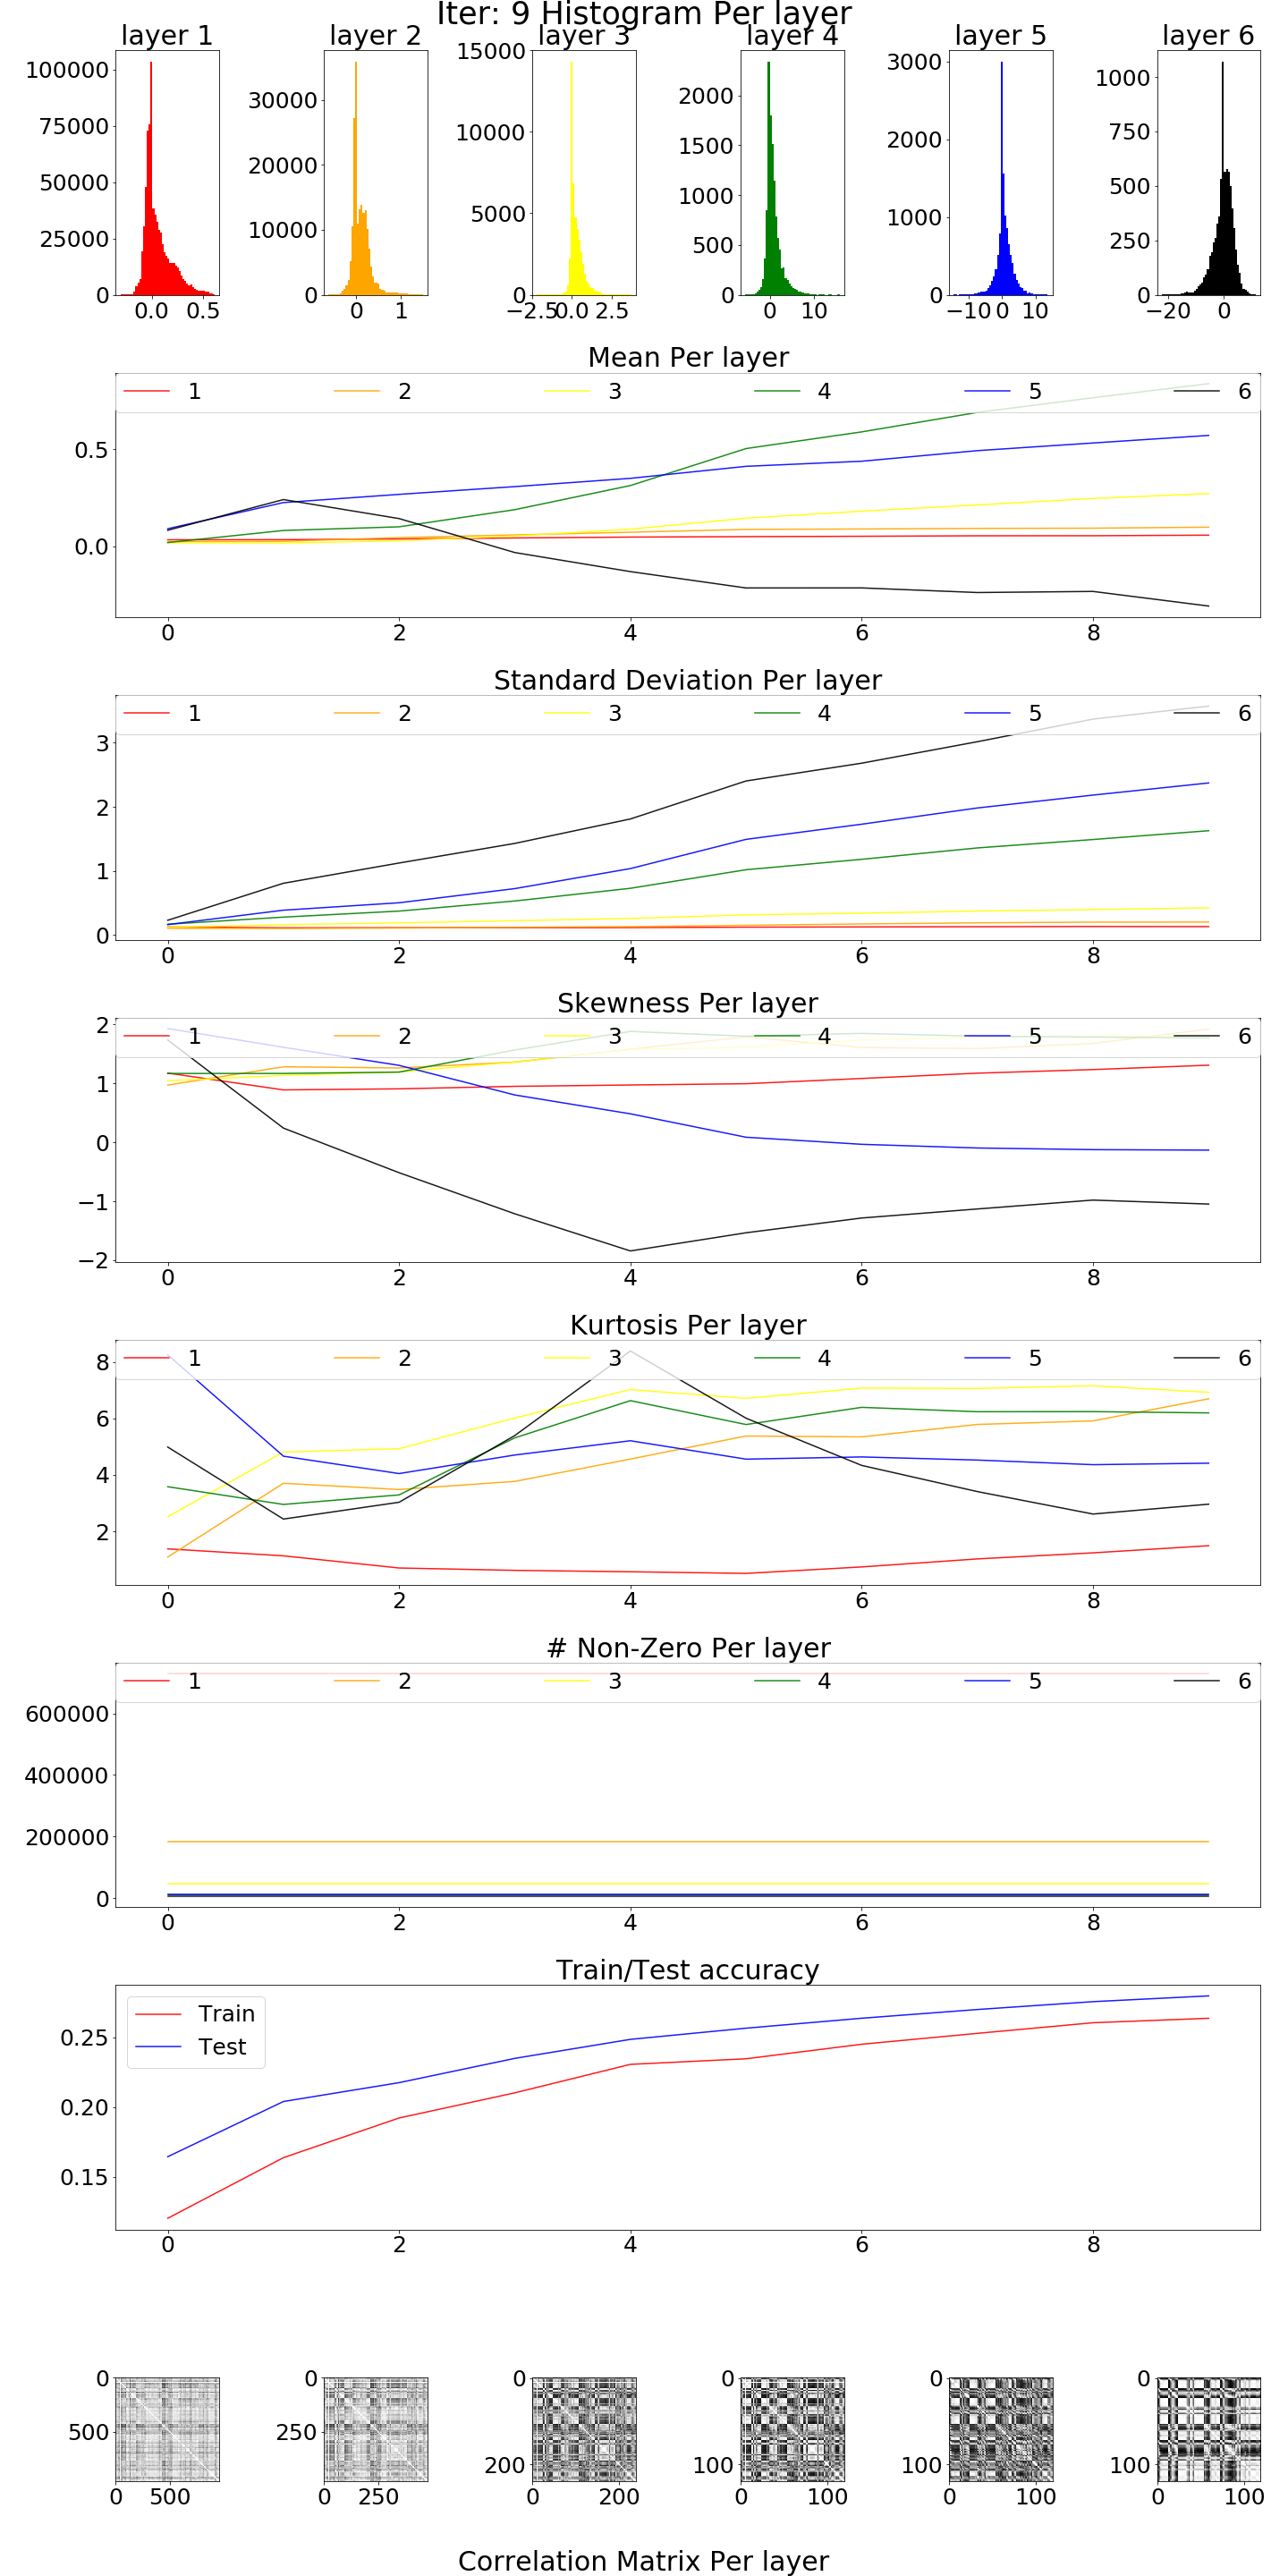 Iter: 9 Histogram Per layer
layer 1 layer 2 layer 3 layer 4 layer 5 layer 6
100000 75000 50000 25000 0
0.0 0.5
30000 20000 10000 0
0 1
15000 10000 5000 0
−2.5 0.0 2.5
2000 1500 1000 500 0
0 10
3000 2000 1000 0
−10 0 10
1000 750 500 250 0
−20 0
Mean Per layer
1 2 3 4 5 6
0.5
0.0
0 2 4 6 8
Standard Deviation Per layer
1 2 3 4 5 6
3
2
1
0
0 2 4 6 8
Skewness Per layer
2
1 2 3 4 5 6
1
0
−1
−2
0 2 4 6 8
Kurtosis Per layer
8
1 2 3 4 5 6
6
4
2
0 2 4 6 8
# Non-Zero Per layer
1 2 3 4 5 6
600000
400000
200000
0
0 2 4 6 8
Train/Test accuracy
Train
Test
0.25
0.20
0.15
0 2 4 6 8
0 500
0 500
0 250
0 250
0 200
0 200
0 100
0 100
0 100
0 100
0 100
0 100
Correlation Matrix Per layer